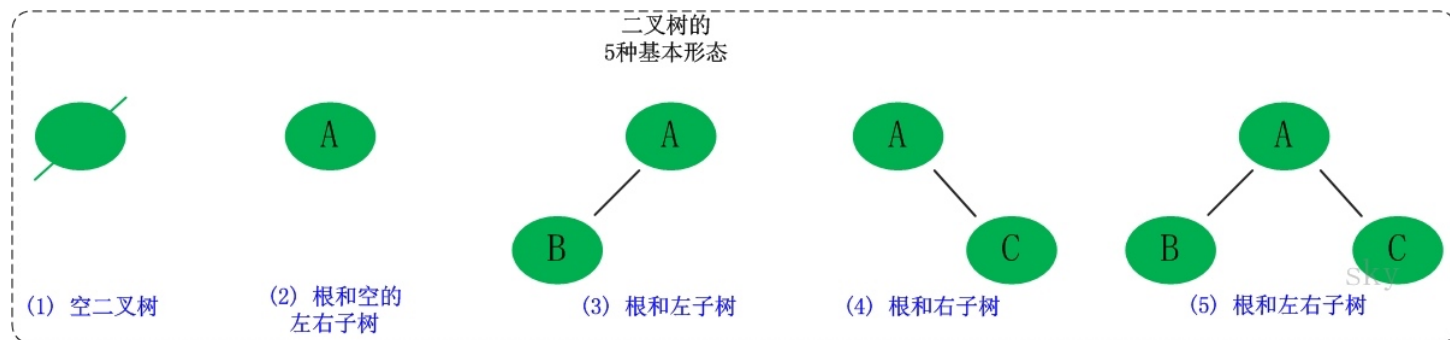 二叉树的
5种基本形态
A
A
A
A
B
C
B
C
sky
(1) 空二叉树
(2) 根和空的
左右子树
(3) 根和左子树
(4) 根和右子树
(5) 根和左右子树